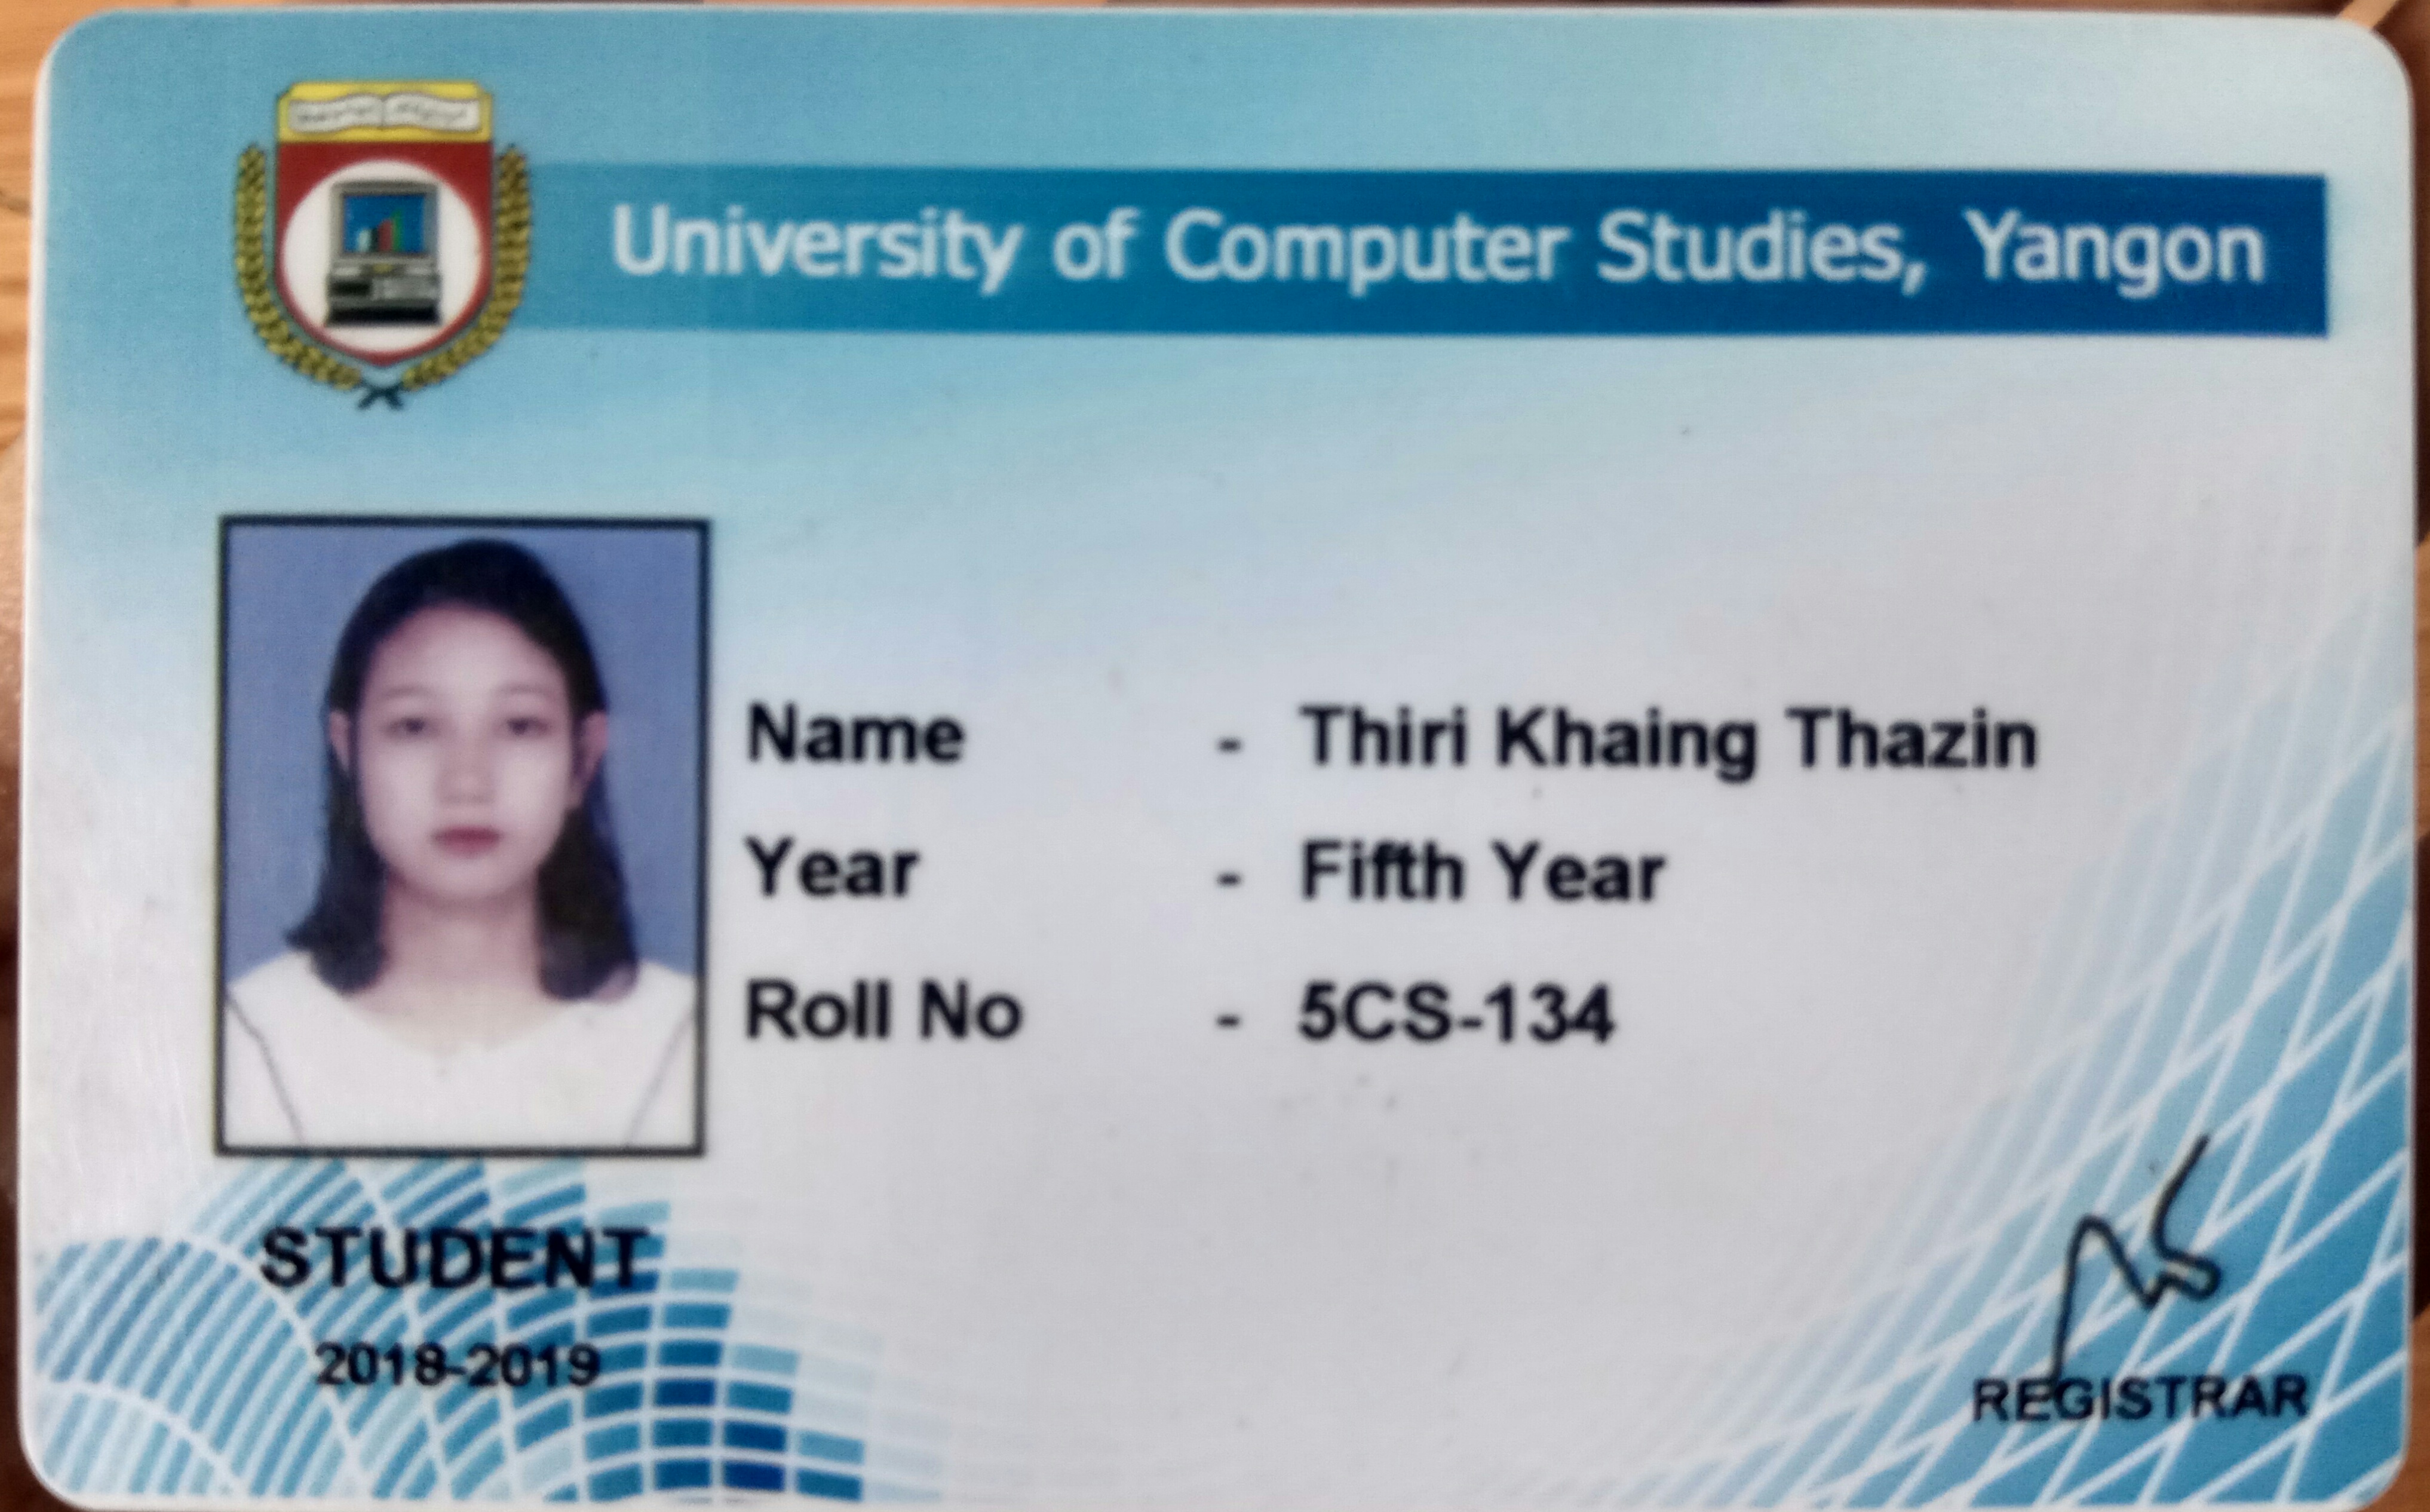 University of Computer Studies, Yangon
Name - Thiri Khaing Thazin
Year - Fifth Year
Roll No - 5CS-134
STUDENT
2018-2019
REGISTRAR